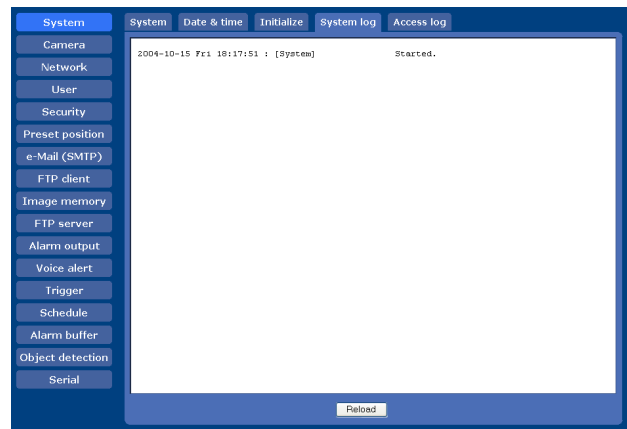 System
Camera
Network
User
Security
Preset position
e-Mail (SMTP)
FTP client
Image memory
FTP server
Alarm output
Voice alert
Trigger
Schedule
Alarm buffer
Object detection
Serial
System Date & time Initialize System log Access log
2004-10-15 Fri 18:17:51 : [System] Started.
Reload